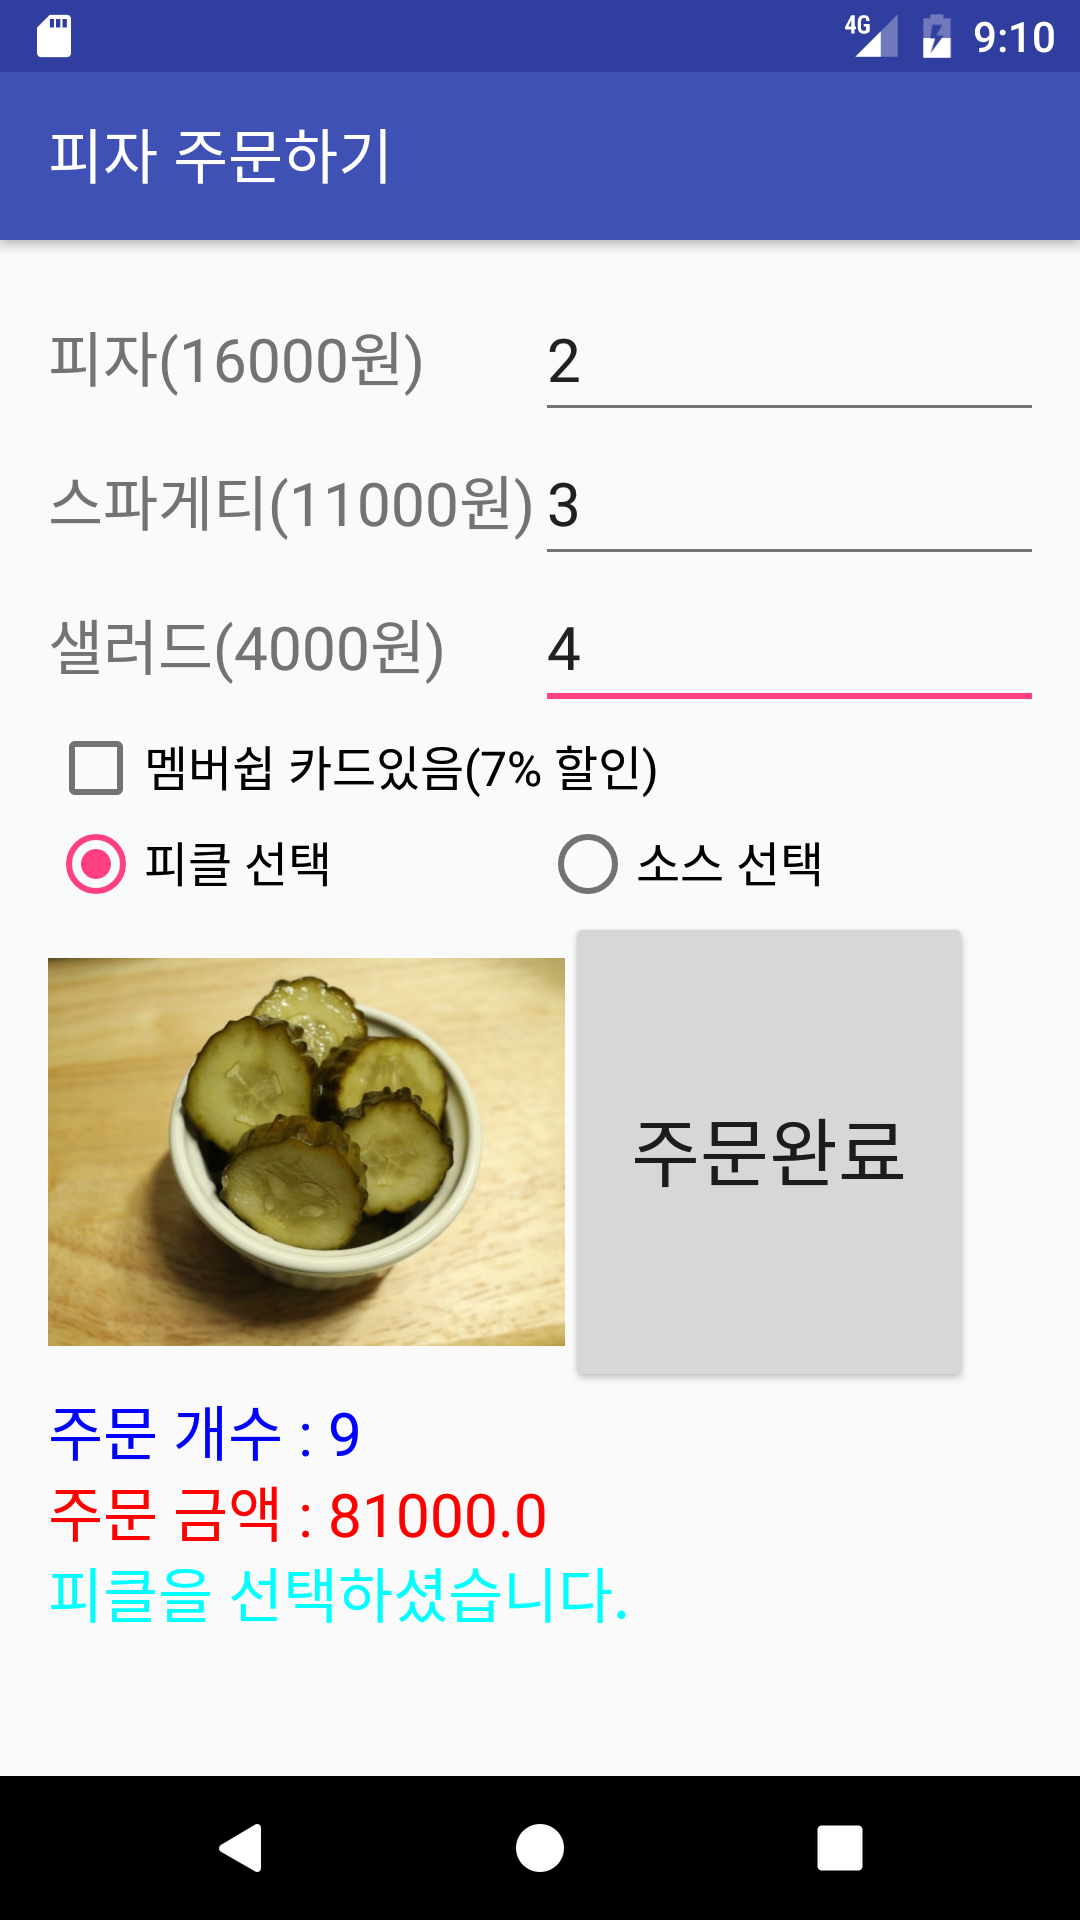 4G 9:10
피자 주문하기
피자(16000원) 2
스파게티(11000원) 3
샐러드(4000원) 4
멤버쉽 카드있음(7% 할인)
피클 선택 소스 선택
주문완료
주문 개수 : 9
주문 금액 : 81000.0
피클을 선택하셨습니다.